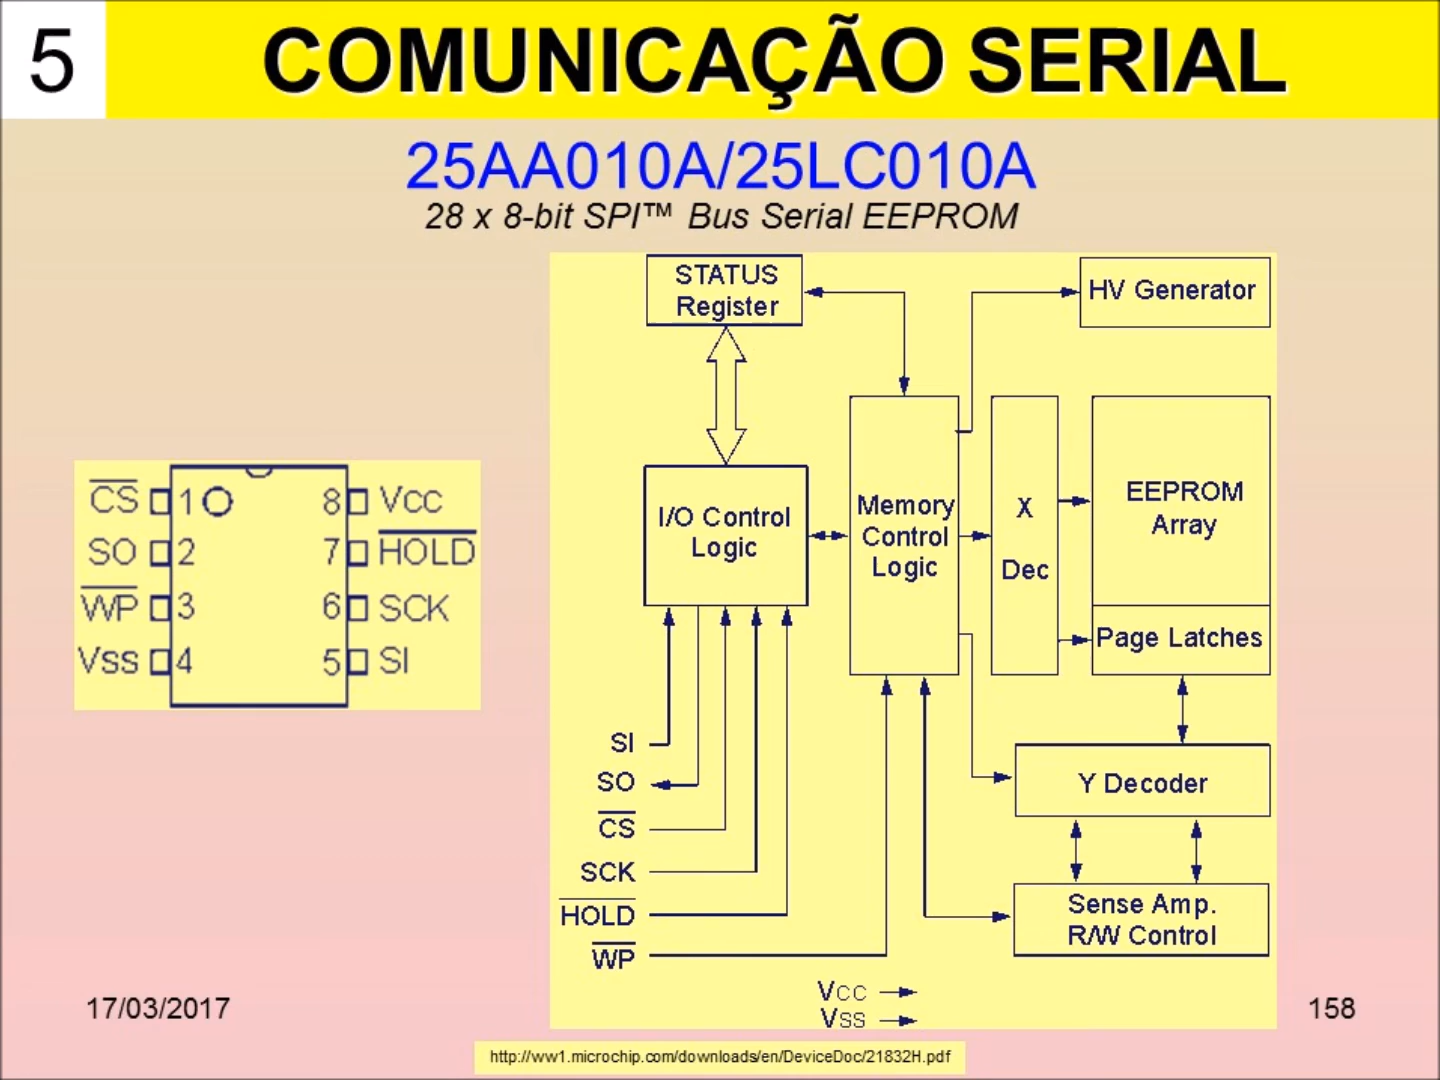 5
COMUNICAÇÃO SERIAL
25AA010A/25LC010A
28 x 8-bit SPI™ Bus Serial EEPROM
CS 1 8 Vcc
SO 2 7 HOLD
WP 3 6 SCK
Vss 4 5 SI
STATUS
Register
HV Generator
I/O Control
Logic
Memory
Control
Logic
X
Dec
EEPROM
Array
Page Latches
SI
SO
CS
SCK
HOLD
WP
Y Decoder
Sense Amp.
R/W Control
Vcc
Vss
17/03/2017
158
http://ww1.microchip.com/downloads/en/DeviceDoc/21832H.pdf